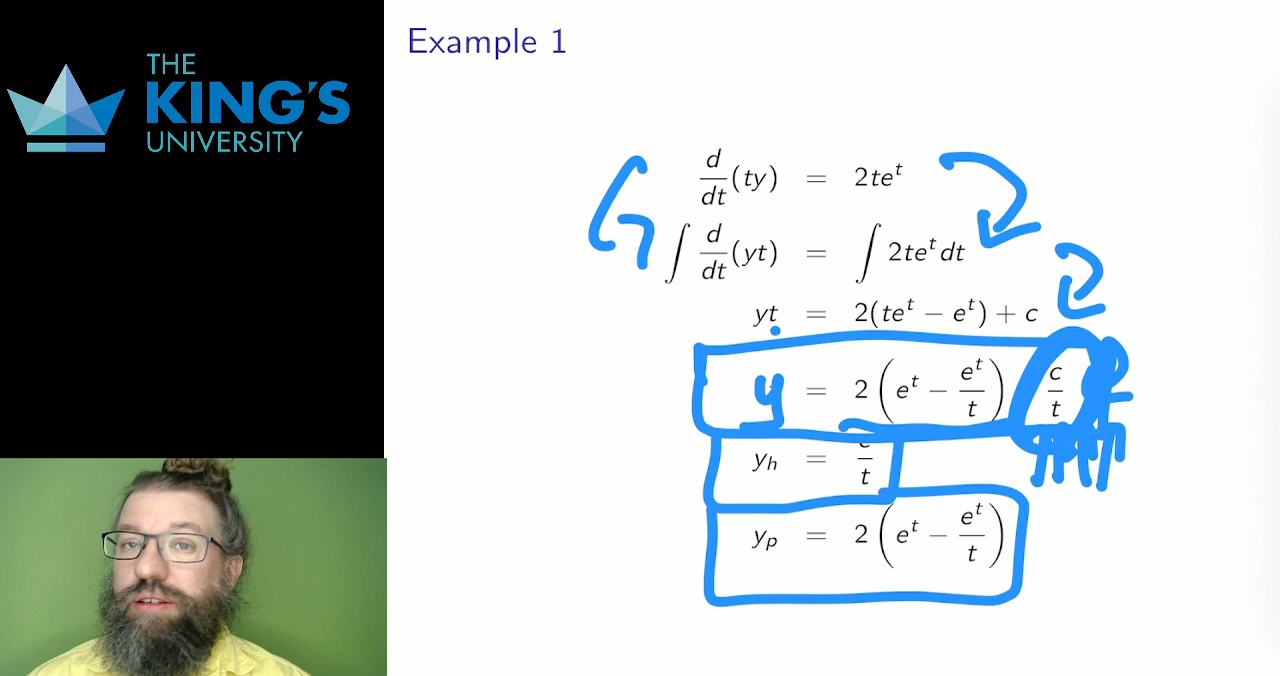 THE
KING'S
UNIVERSITY
Example 1
d/dt (ty) = 2te^t
∫ d/dt (yt) = ∫ 2te^t dt
yt = 2(te^t − e^t) + c
y = 2 (e^t − e^t/t) c/t
y_h = c/t
y_p = 2 (e^t − e^t/t)